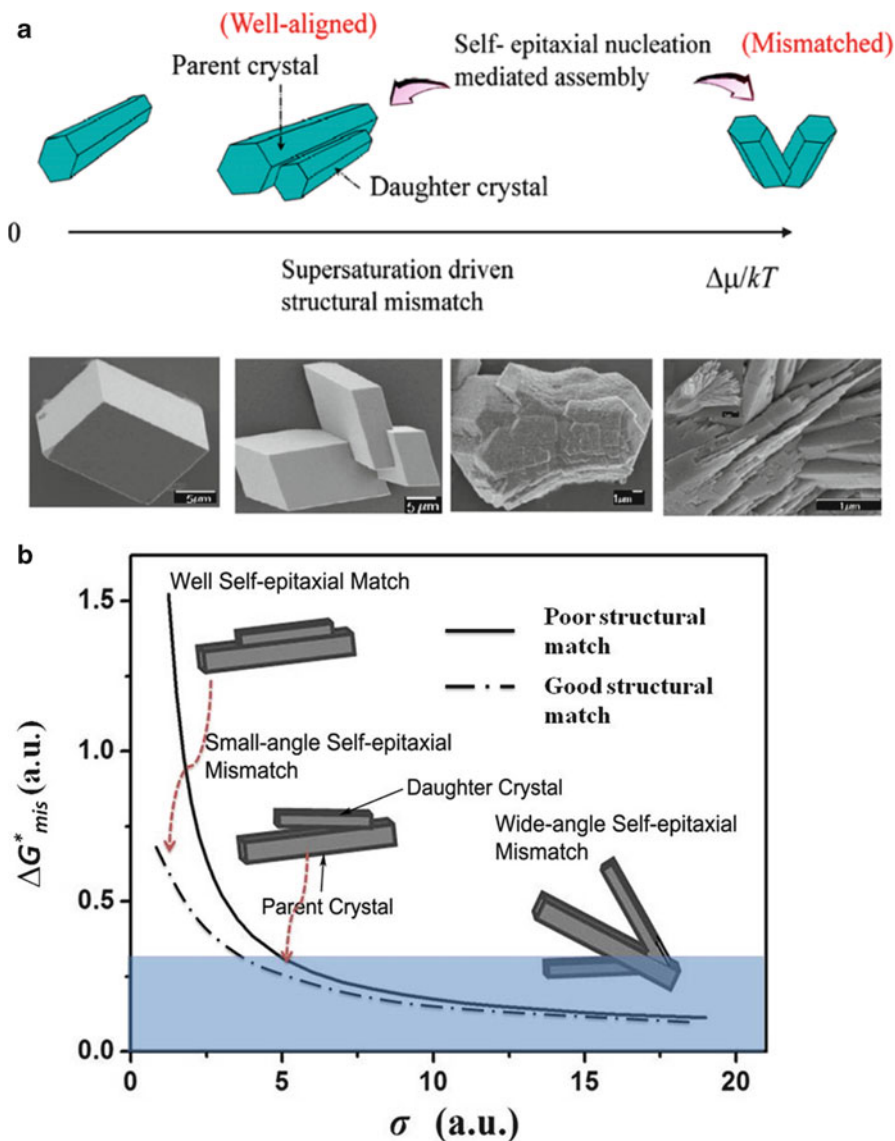 a
(Well-aligned)
Parent crystal
Self- epitaxial nucleation
mediated assembly
(Mismatched)
Daughter crystal
0
Supersaturation driven
structural mismatch
Δμ/kT
5μm
5 μm
1μm
1μm
b
Well Self-epitaxial Match
Poor structural
match
Good structural
match
Small-angle Self-epitaxial
Mismatch
Daughter Crystal
Parent Crystal
Wide-angle Self-epitaxial
Mismatch
ΔG*mis (a.u.)
1.5
1.0
0.5
0.0
0 5 10 15 20
σ (a.u.)